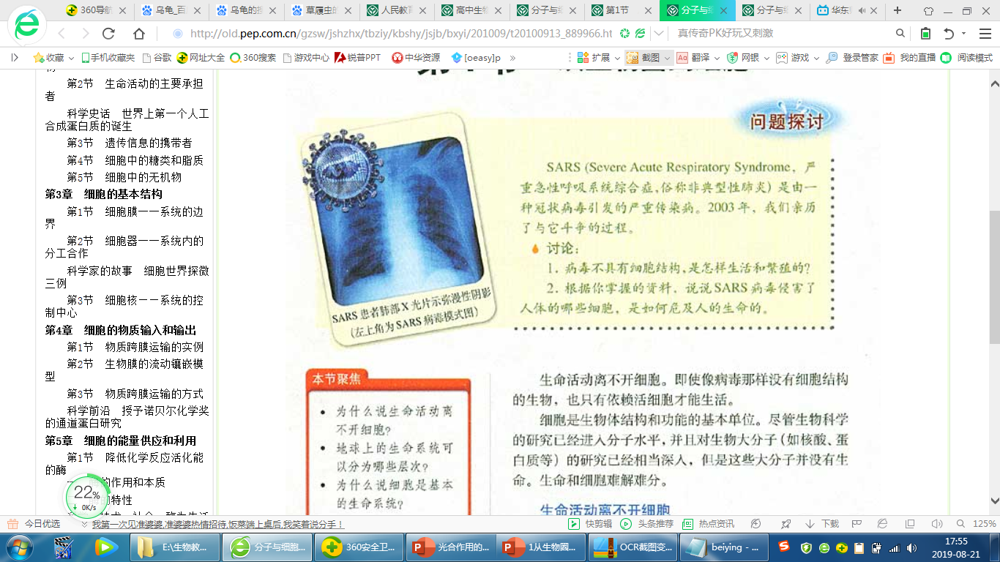 360导航
乌龟_百
乌龟的技
草履虫的
人民教育
高中生物
分子与细
第1节
分子与细
分子与细
华东
http://old.pep.com.cn/gzsw/jshzhx/tbziy/kbshy/jsjb/bxyi/201009/t20100913_889966.ht
真传奇PK好玩又刺激
收藏 手机收藏夹 谷歌 网址大全 360搜索 游戏中心 锐普PPT 中华资源 [oeasy]p » 扩展 截图 翻译 网银 游戏 登录管家 我的直播 阅读模式
第2节 生命活动的主要承担
者
科学史话 世界上第一个人工
合成蛋白质的诞生
第3节 遗传信息的携带者
第4节 细胞中的糖类和脂质
第5节 细胞中的无机物
第3章 细胞的基本结构
第1节 细胞膜——系统的边
界
第2节 细胞器——系统内的
分工合作
科学家的故事 细胞世界探微
三例
第3节 细胞核——系统的控
制中心
第4章 细胞的物质输入和输出
第1节 物质跨膜运输的实例
第2节 生物膜的流动镶嵌模
型
第3节 物质跨膜运输的方式
科学前沿 授予诺贝尔化学奖
的通道蛋白研究
第5章 细胞的能量供应和利用
第1节 降低化学反应活化能
的酶
的作用和本质
的特性
22%
0K/s
问题探讨
SARS (Severe Acute Respiratory Syndrome，严
重急性呼吸系统综合症，俗称非典型性肺炎) 是由一
种冠状病毒引发的严重传染病。2003 年，我们亲历
了与它斗争的过程。
讨论：
1. 病毒不具有细胞结构，是怎样生活和繁殖的？
2. 根据你掌握的资料，说说 SARS 病毒侵害了
人体的哪些细胞，是如何危及人的生命的。
SARS 患者肺部 X 光片示弥漫性阴影
（左上角为 SARS 病毒模式图）
本节聚焦
• 为什么说生命活动离
不开细胞？
• 地球上的生命系统可
以分为哪些层次？
• 为什么说细胞是基本
的生命系统？
生命活动离不开细胞。即使像病毒那样没有细胞结构
的生物，也只有依赖活细胞才能生活。
细胞是生物体结构和功能的基本单位。尽管生物科学
的研究已经进入分子水平，并且对生物大分子（如核酸、蛋
白质等）的研究已经相当深入，但是这些大分子并没有生
命。生命和细胞难解难分。
生命活动离不开细胞
今日优选 我第一次见准婆婆,准婆婆热情招待,饭菜端上桌后,我笑着说分手！ 快剪辑 头条推荐 热点资讯 下载 125%
E:\生物教... 分子与细胞... 360安全卫... 光合作用的... 1从生物圈... OCR截图变... beiying - ... 17:55
2019-08-21